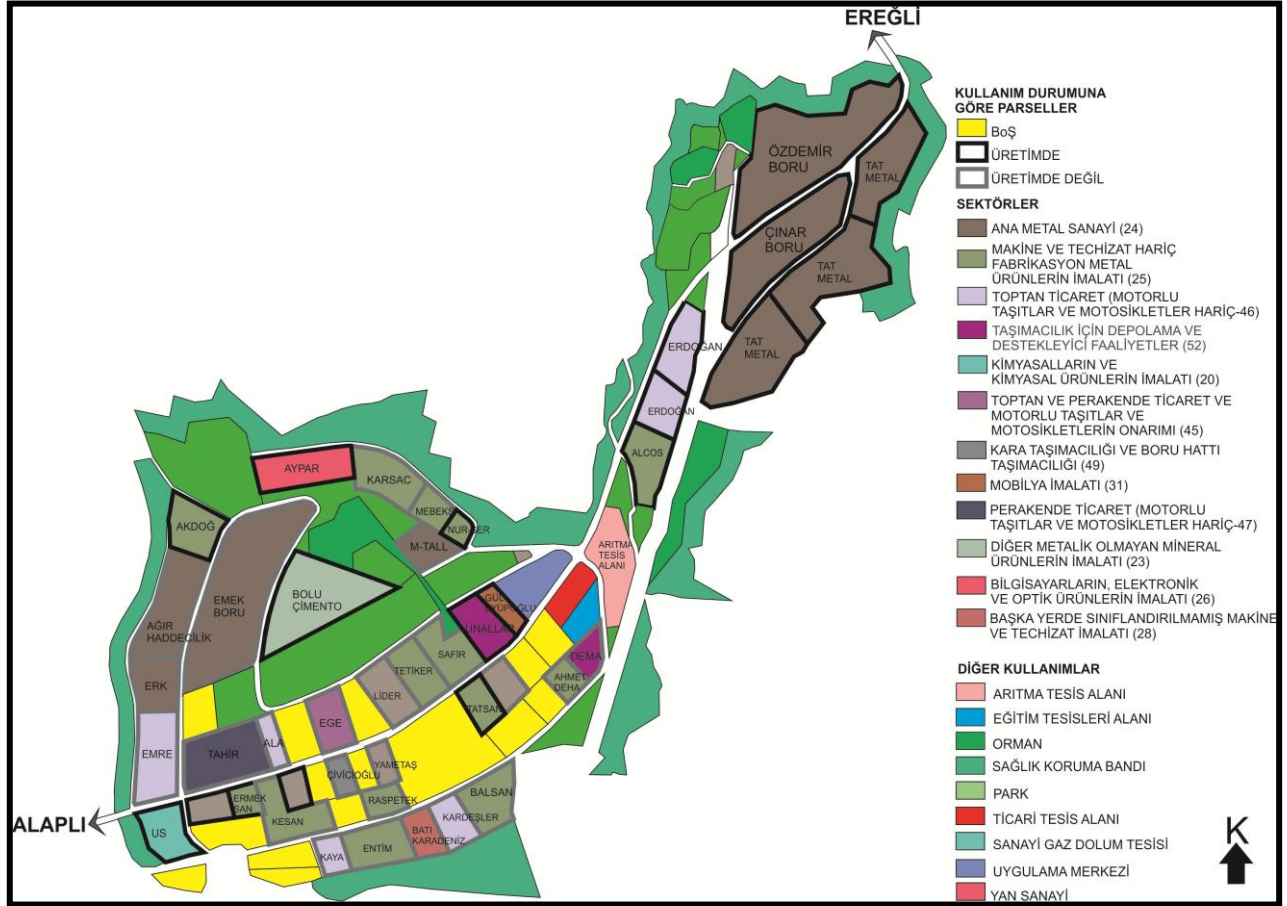 EREĞLİ
KULLANIM DURUMUNA
GÖRE PARSELLER
BoŞ
ÜRETİMDE
ÜRETİMDE DEĞİL
SEKTÖRLER
ANA METAL SANAYİ (24)
MAKİNE VE TECHİZAT HARİÇ
FABRİKASYON METAL
ÜRÜNLERİN İMALATI (25)
TOPTAN TİCARET (MOTORLU
TAŞITLAR VE MOTOSİKLETLER HARİÇ-46)
TAŞIMACILIK İÇİN DEPOLAMA VE
DESTEKLEYİCİ FAALİYETLER (52)
KİMYASALLARIN VE
KİMYASAL ÜRÜNLERİN İMALATI (20)
TOPTAN VE PERAKENDE TİCARET VE
MOTORLU TAŞITLAR VE
MOTOSİKLETLERİN ONARIMI (45)
KARA TAŞIMACILIĞI VE BORU HATTI
TAŞIMACILIĞI (49)
MOBİLYA İMALATI (31)
PERAKENDE TİCARET (MOTORLU
TAŞITLAR VE MOTOSİKLETLER HARİÇ-47)
DİĞER METALİK OLMAYAN MİNERAL
ÜRÜNLERİN İMALATI (23)
BİLGİSAYARLARIN, ELEKTRONİK
VE OPTİK ÜRÜNLERİN İMALATI (26)
BAŞKA YERDE SINIFLANDIRILMAMIŞ MAKİNE
VE TECHİZAT İMALATI (28)
DİĞER KULLANIMLAR
ARITMA TESİS ALANI
EĞİTİM TESİSLERİ ALANI
ORMAN
SAĞLIK KORUMA BANDI
PARK
TİCARİ TESİS ALANI
SANAYİ GAZ DOLUM TESİSİ
UYGULAMA MERKEZİ
YAN SANAYİ
K
ÖZDEMİR
BORU
TAT
METAL
ÇINAR
BORU
TAT
METAL
TAT
METAL
ERDOĞAN
ERDOĞAN
ALCOS
ARITMA
TESİS
ALANI
AYPAR
KARSAC
MEBEKS
NUR-SER
M-TALL
AKDOĞ
EMEK
BORU
BOLU
ÇİMENTO
AĞIR
HADDECİLİK
ERK
EMRE
ÜNALLAR
SAFİR
TETİKER
LİDER
EGE
ALA
TAHİR
DEMA
AHMET
DEHA
TATSAN
YAMETAŞ
ÇİVİCİOĞLU
RASPETEK
ERMEK
SAN
KESAN
BALSAN
KARDEŞLER
BATI
KARADENİZ
ENTİM
KAYA
US
ALAPLI